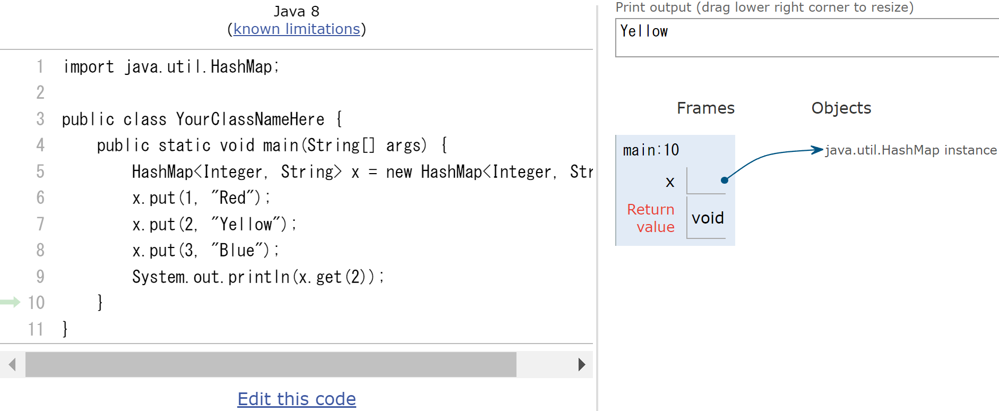 Java 8
(known limitations)
1 import java.util.HashMap;
2
3 public class YourClassNameHere {
4     public static void main(String[] args) {
5         HashMap<Integer, String> x = new HashMap<Integer, Str
6         x.put(1, "Red");
7         x.put(2, "Yellow");
8         x.put(3, "Blue");
9         System.out.println(x.get(2));
10     }
11 }
Edit this code
Print output (drag lower right corner to resize)
Yellow
Frames Objects
main:10
java.util.HashMap instance
x
Return
value
void